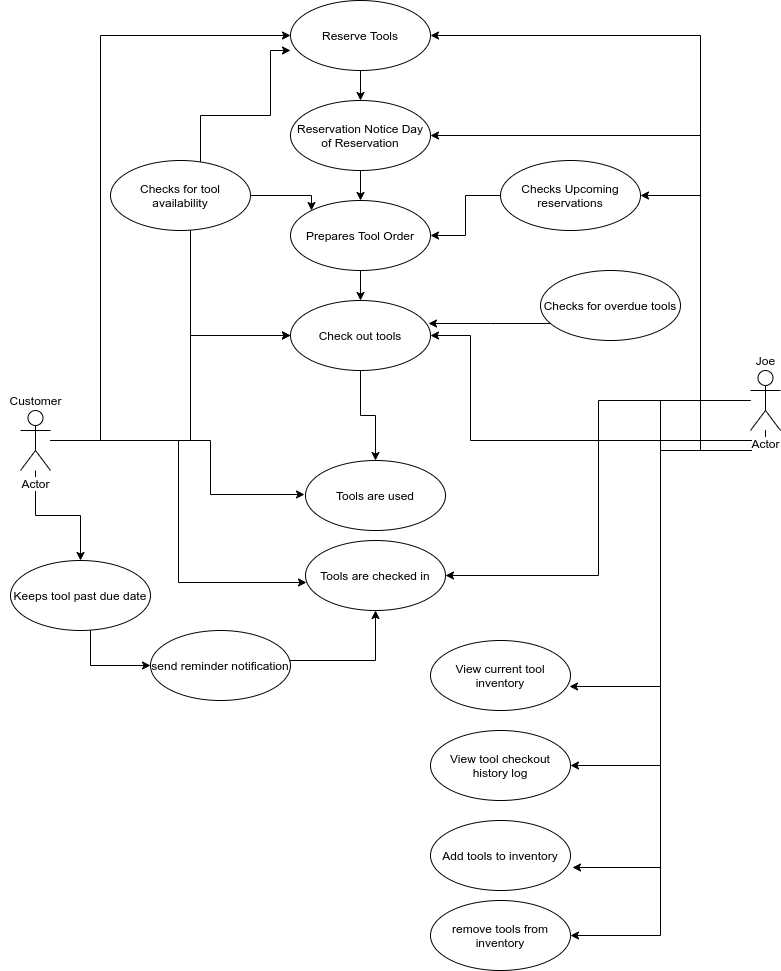 Reserve Tools
Reservation Notice Day
of Reservation
Checks for tool
availability
Checks Upcoming
reservations
Prepares Tool Order
Checks for overdue tools
Check out tools
Joe
Actor
Customer
Actor
Tools are used
Tools are checked in
Keeps tool past due date
send reminder notification
View current tool
inventory
View tool checkout
history log
Add tools to inventory
remove tools from
inventory